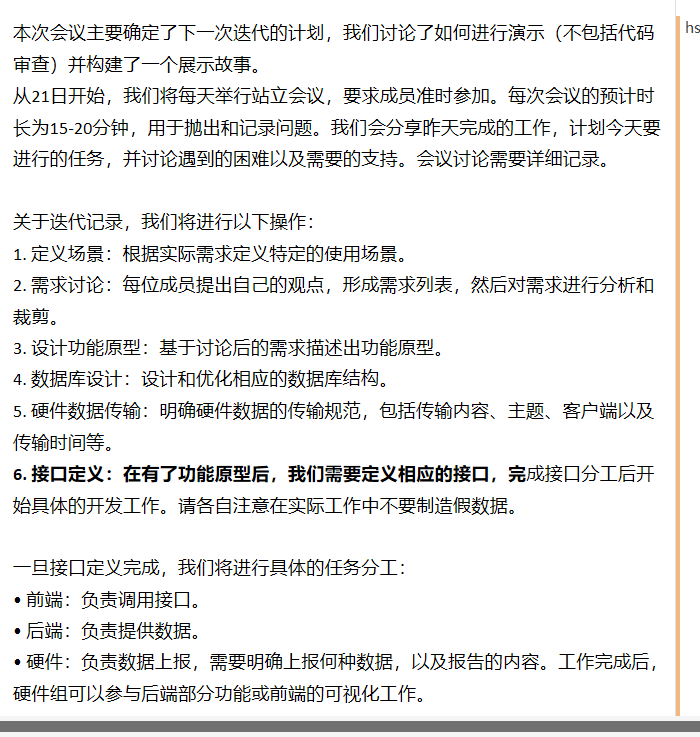 本次会议主要确定了下一次迭代的计划，我们讨论了如何进行演示（不包括代码
审查）并构建了一个展示故事。
从21日开始，我们将每天举行站立会议，要求成员准时参加。每次会议的预计时
长为15-20分钟，用于抛出和记录问题。我们会分享昨天完成的工作，计划今天要
进行的任务，并讨论遇到的困难以及需要的支持。会议讨论需要详细记录。
关于迭代记录，我们将进行以下操作：
1. 定义场景：根据实际需求定义特定的使用场景。
2. 需求讨论：每位成员提出自己的观点，形成需求列表，然后对需求进行分析和
裁剪。
3. 设计功能原型：基于讨论后的需求描述出功能原型。
4. 数据库设计：设计和优化相应的数据库结构。
5. 硬件数据传输：明确硬件数据的传输规范，包括传输内容、主题、客户端以及
传输时间等。
6. 接口定义：在有了功能原型后，我们需要定义相应的接口，完成接口分工后开
始具体的开发工作。请各自注意在实际工作中不要制造假数据。
一旦接口定义完成，我们将进行具体的任务分工：
• 前端：负责调用接口。
• 后端：负责提供数据。
• 硬件：负责数据上报，需要明确上报何种数据，以及报告的内容。工作完成后，
硬件组可以参与后端部分功能或前端的可视化工作。
hs